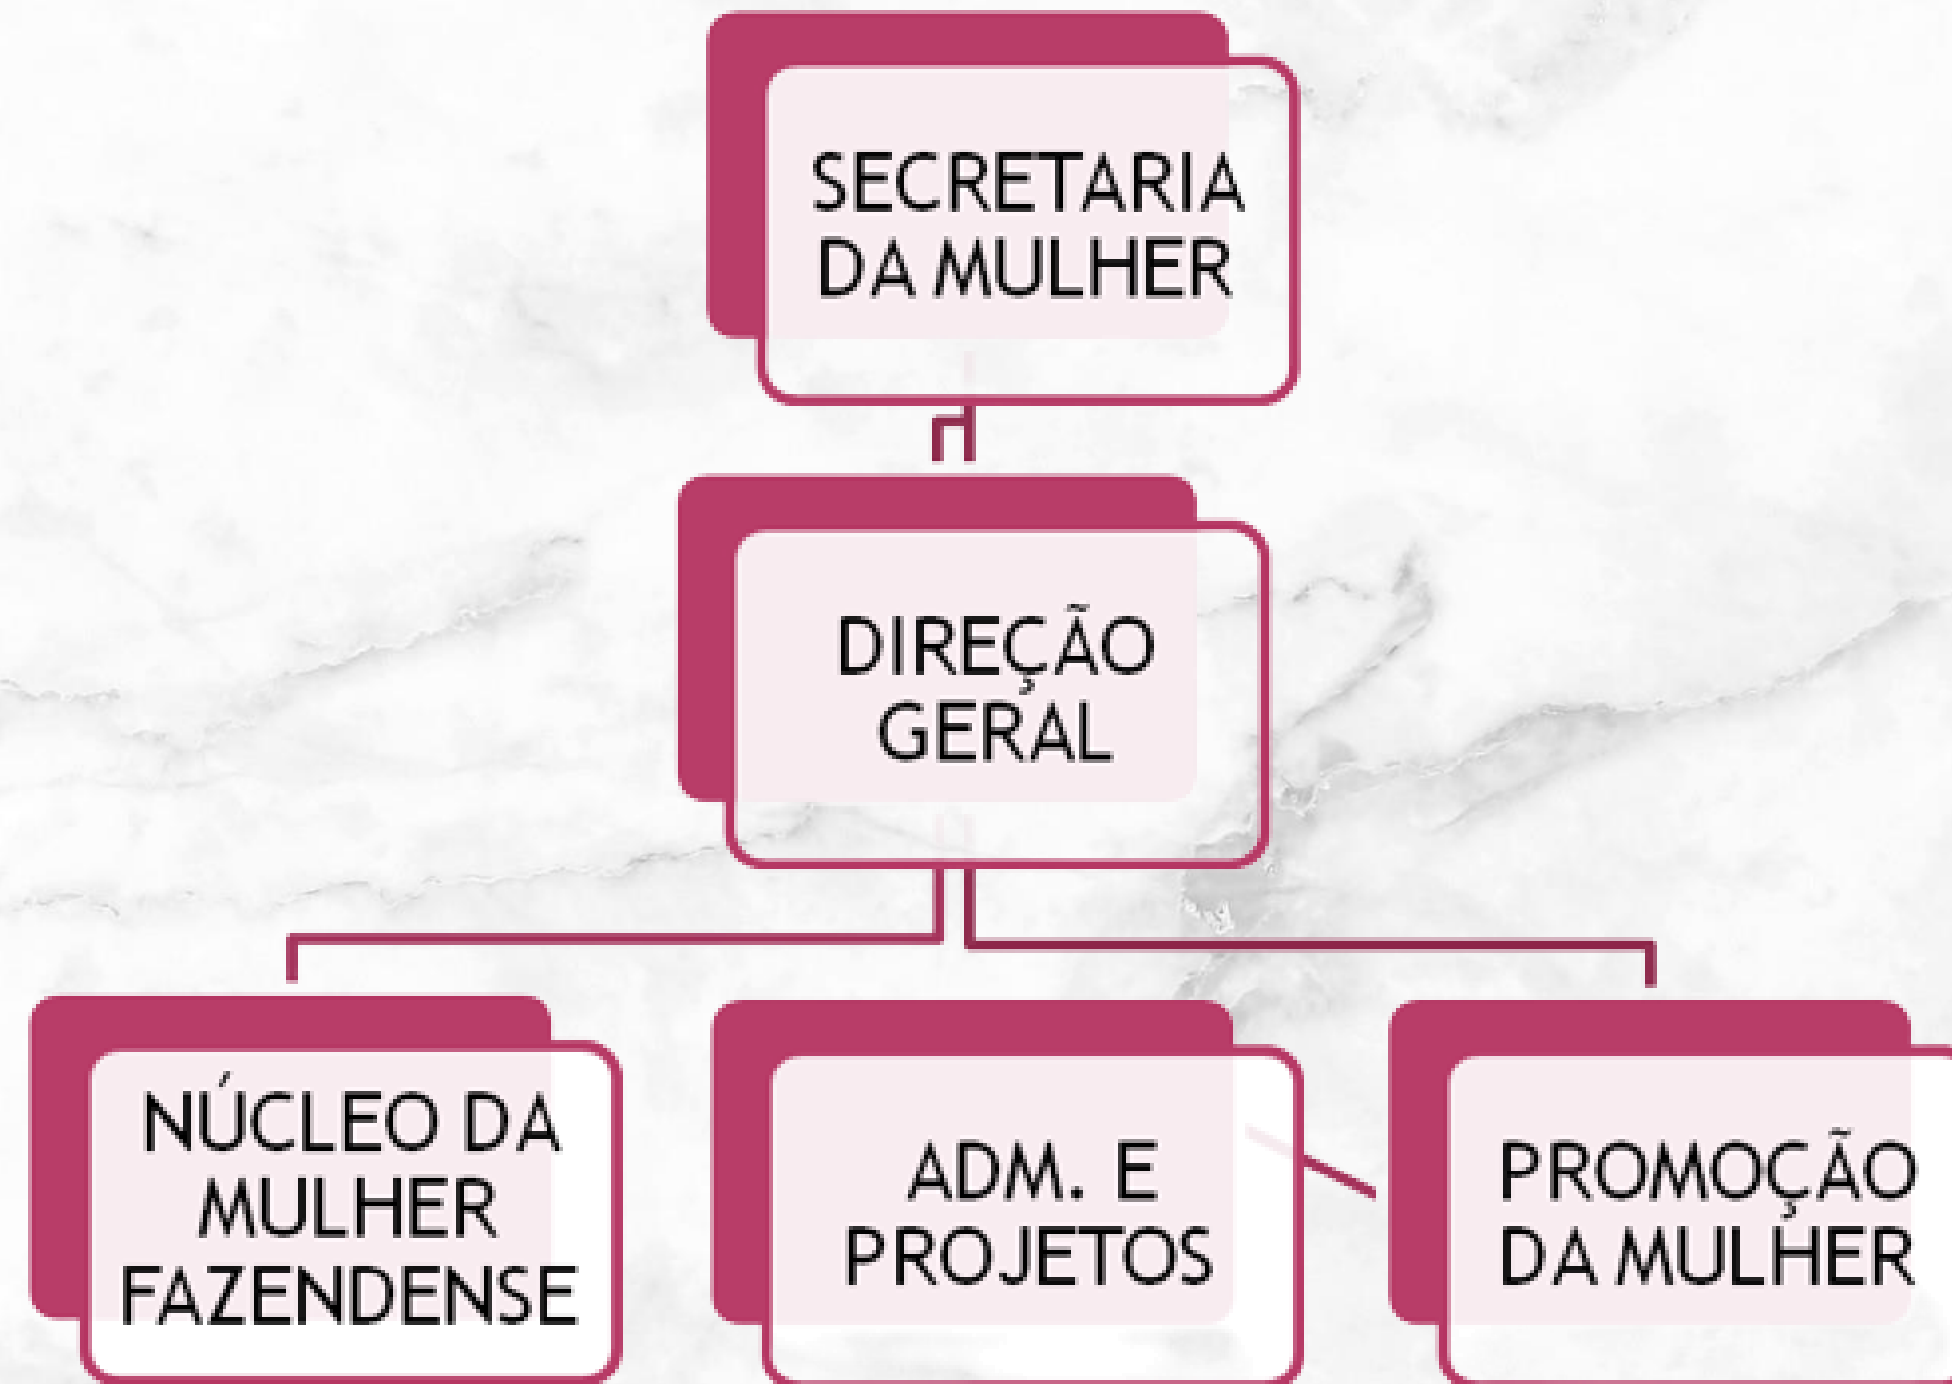 SECRETARIA
DA MULHER
DIREÇÃO
GERAL
NÚCLEO DA
MULHER
FAZENDENSE
ADM. E
PROJETOS
PROMOÇÃO
DA MULHER